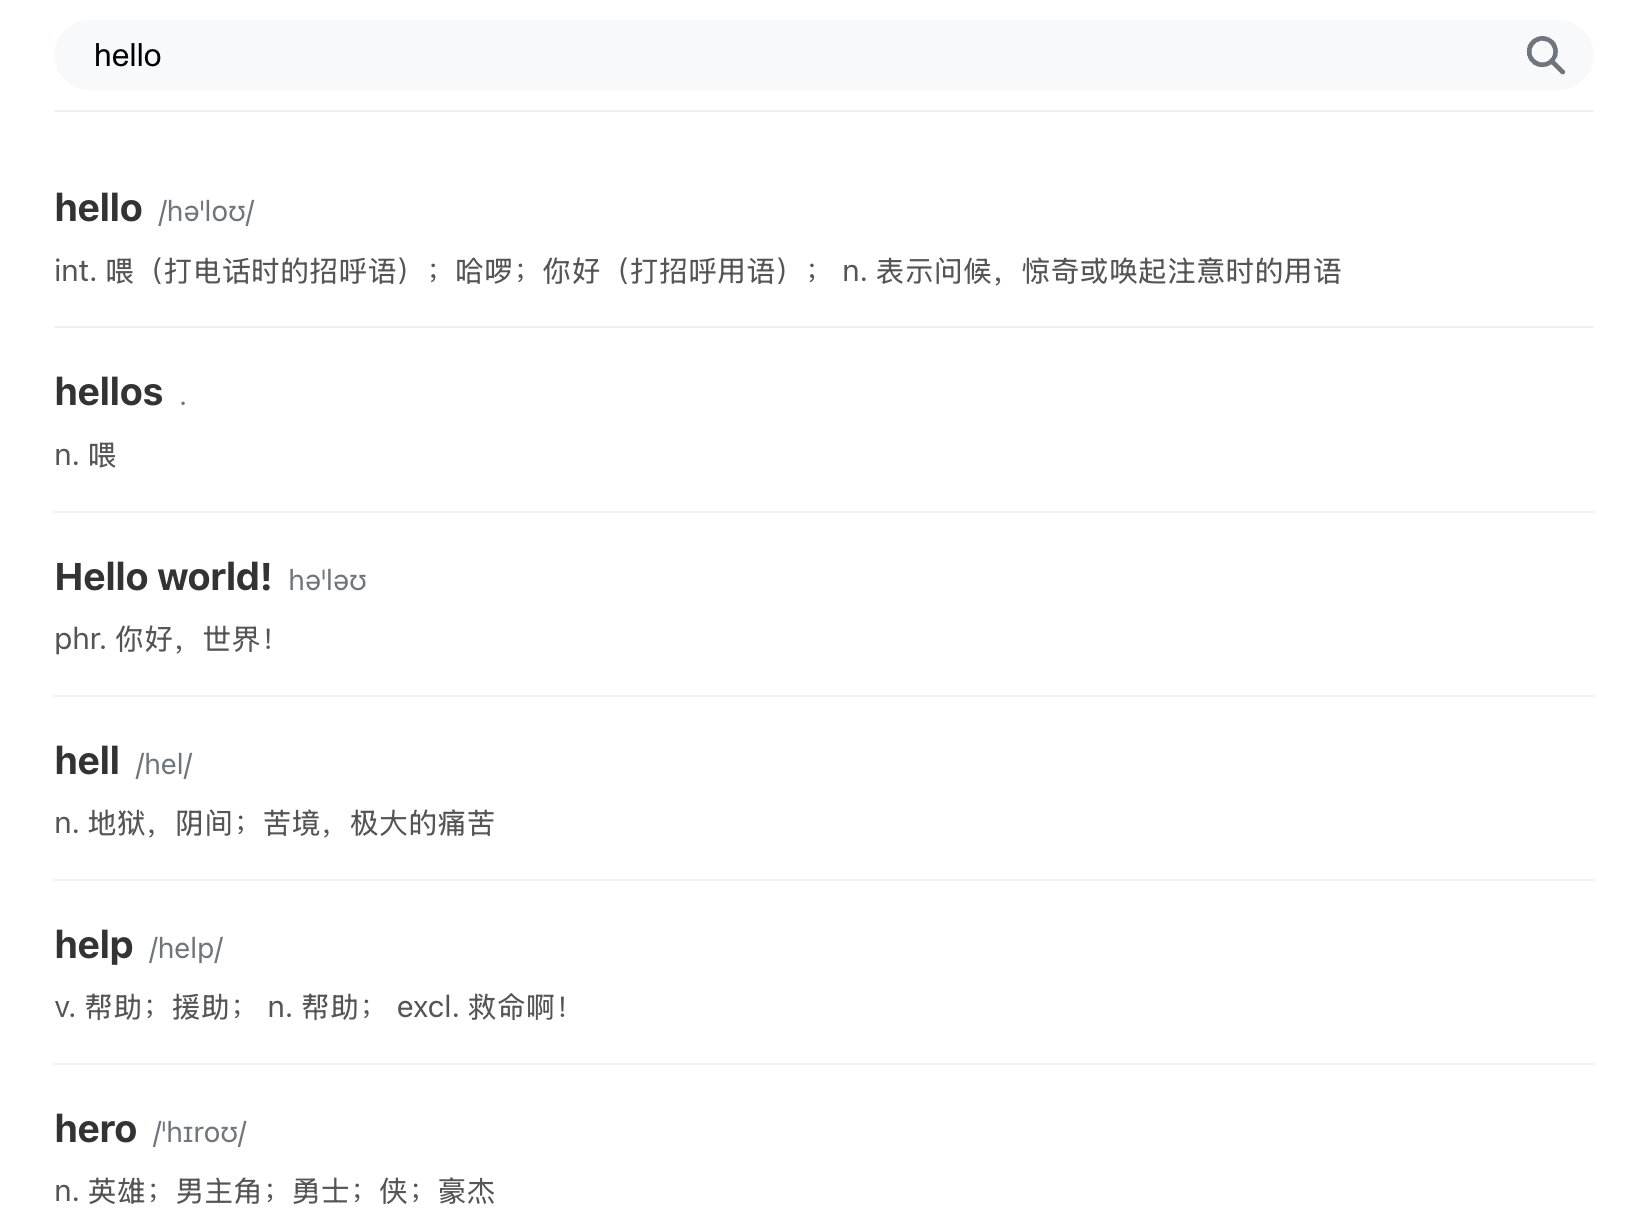 hello
hello /həˈloʊ/
int. 喂（打电话时的招呼语）；哈啰；你好（打招呼用语）； n. 表示问候，惊奇或唤起注意时的用语
hellos .
n. 喂
Hello world! həˈləʊ
phr. 你好，世界！
hell /hel/
n. 地狱，阴间；苦境，极大的痛苦
help /help/
v. 帮助；援助； n. 帮助； excl. 救命啊！
hero /ˈhɪroʊ/
n. 英雄；男主角；勇士；侠；豪杰